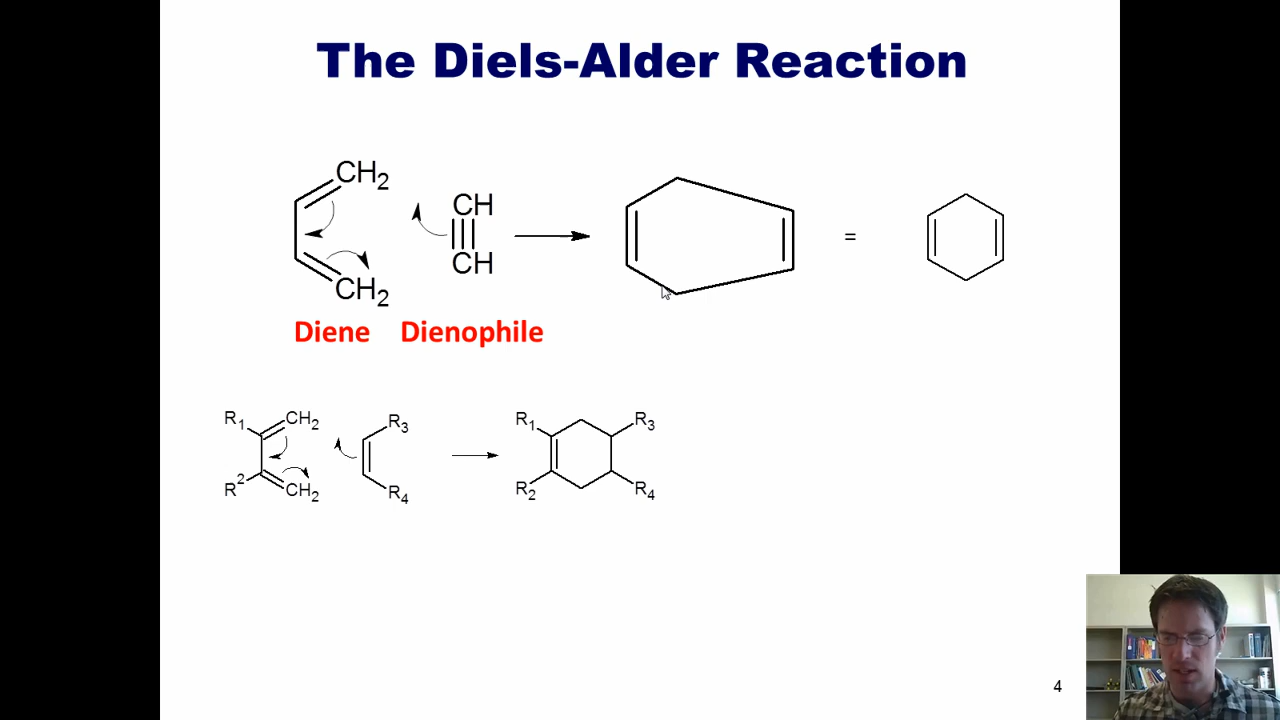 The Diels-Alder Reaction
CH2
CH
CH
CH2
=
Diene Dienophile
R1 CH2 R3
R2 CH2 R4
R1 R3
R2 R4
4